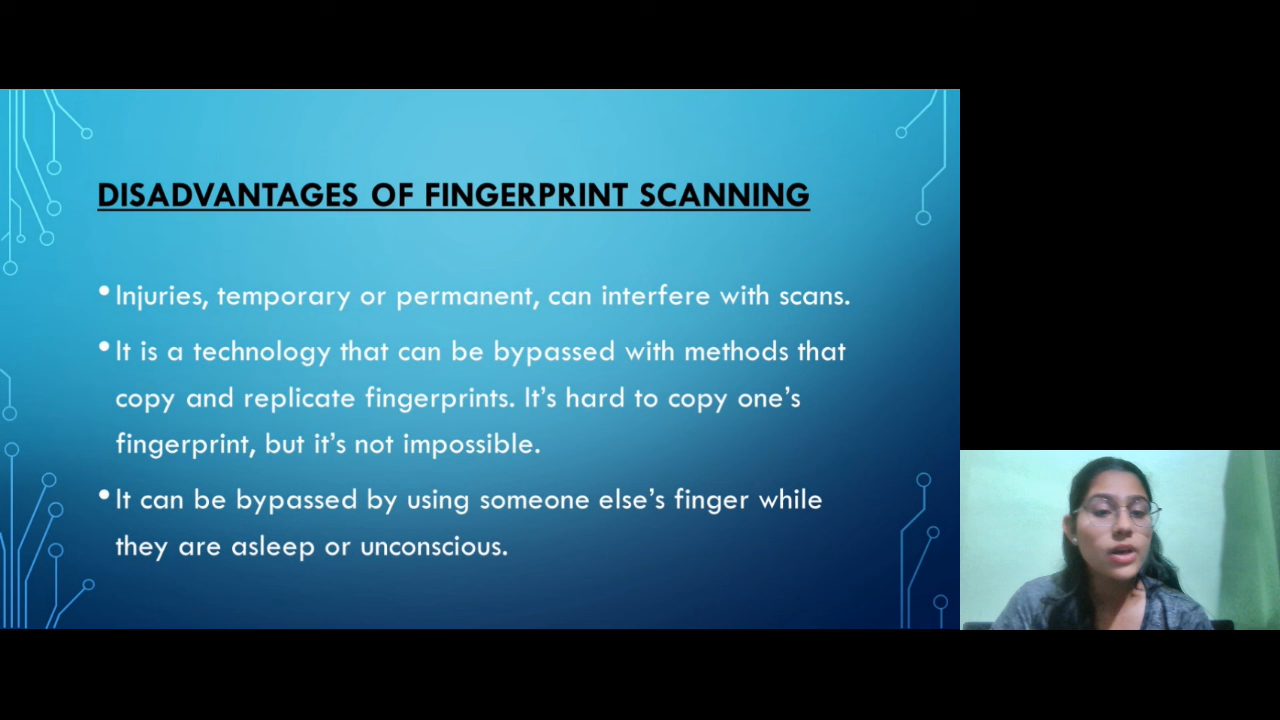 DISADVANTAGES OF FINGERPRINT SCANNING
•Injuries, temporary or permanent, can interfere with scans.
•It is a technology that can be bypassed with methods that
copy and replicate fingerprints. It’s hard to copy one’s
fingerprint, but it’s not impossible.
•It can be bypassed by using someone else’s finger while
they are asleep or unconscious.